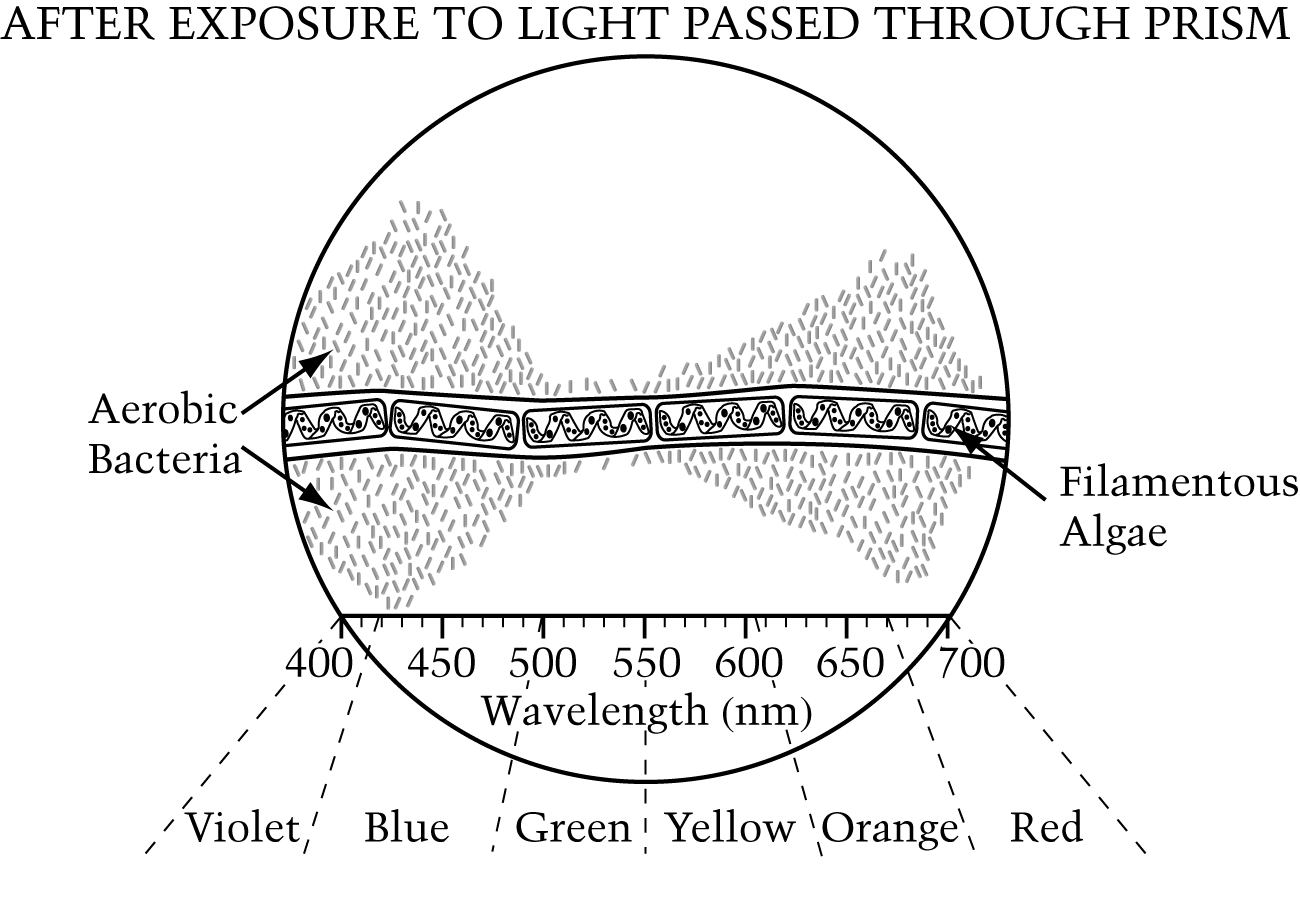 AFTER EXPOSURE TO LIGHT PASSED THROUGH PRISM
Aerobic
Bacteria
Filamentous
Algae
400 450 500 550 600 650 700
Wavelength (nm)
Violet Blue Green Yellow Orange Red